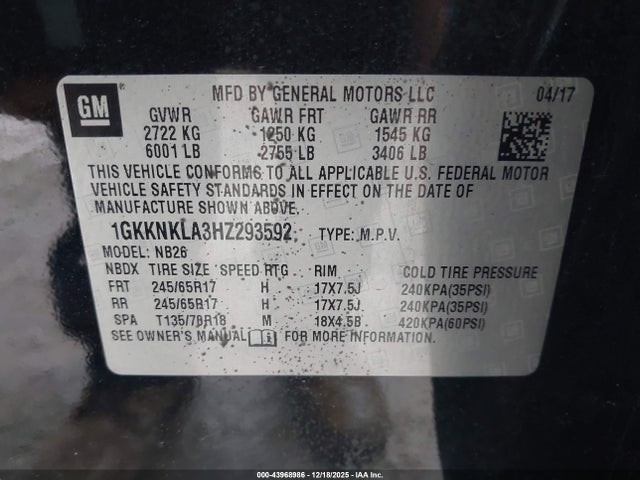 GM
MFD BY GENERAL MOTORS LLC 04/17
GVWR GAWR FRT GAWR RR
2722 KG 1250 KG 1545 KG
6001 LB 2755 LB 3406 LB
THIS VEHICLE CONFORMS TO ALL APPLICABLE U.S. FEDERAL MOTOR
VEHICLE SAFETY STANDARDS IN EFFECT ON THE DATE OF
MANUFACTURE SHOWN ABOVE.
1GKKNKLA3HZ293592 TYPE: M.P.V.
MODEL: NB26
NBDX TIRE SIZE SPEED RTG RIM COLD TIRE PRESSURE
FRT 245/65R17 H 17X7.5J 240KPA(35PSI)
RR 245/65R17 H 17X7.5J 240KPA(35PSI)
SPA T135/70R18 M 18X4.5B 420KPA(60PSI)
SEE OWNER'S MANUAL FOR MORE INFORMATION.
000-43968986 - 12/18/2025 - IAA Inc.